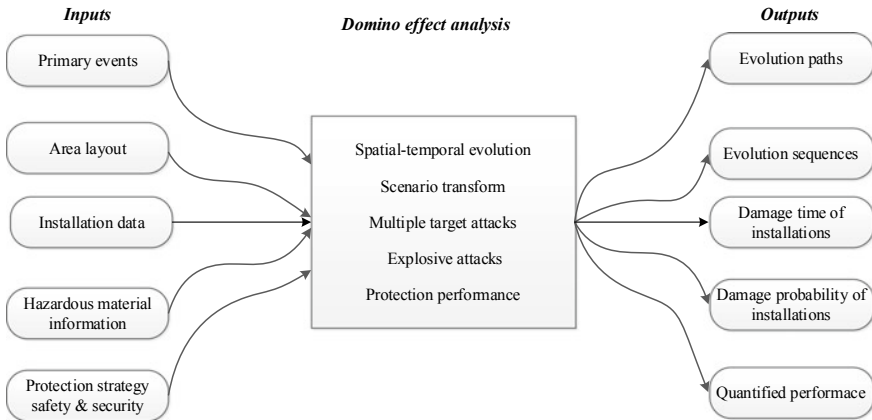 Inputs
Domino effect analysis
Outputs
Primary events
Area layout
Installation data
Hazardous material
information
Protection strategy
safety & security
Spatial-temporal evolution
Scenario transform
Multiple target attacks
Explosive attacks
Protection performance
Evolution paths
Evolution sequences
Damage time of
installations
Damage probability of
installations
Quantified performace